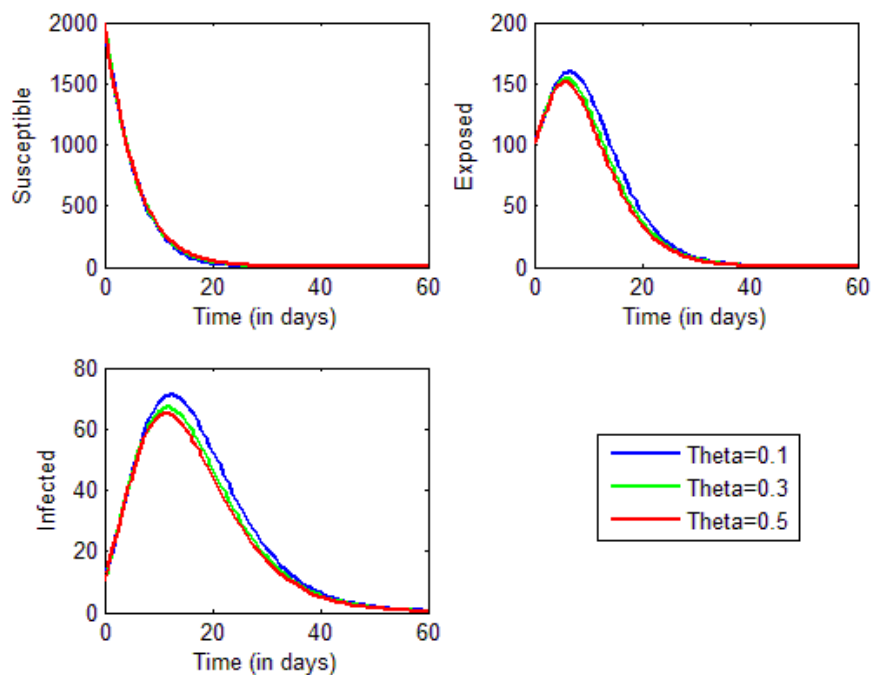 2000
1500
1000
500
0
Susceptible
0 20 40 60
Time (in days)
200
150
100
50
0
Exposed
0 20 40 60
Time (in days)
80
60
40
20
0
Infected
0 20 40 60
Time (in days)
Theta=0.1
Theta=0.3
Theta=0.5